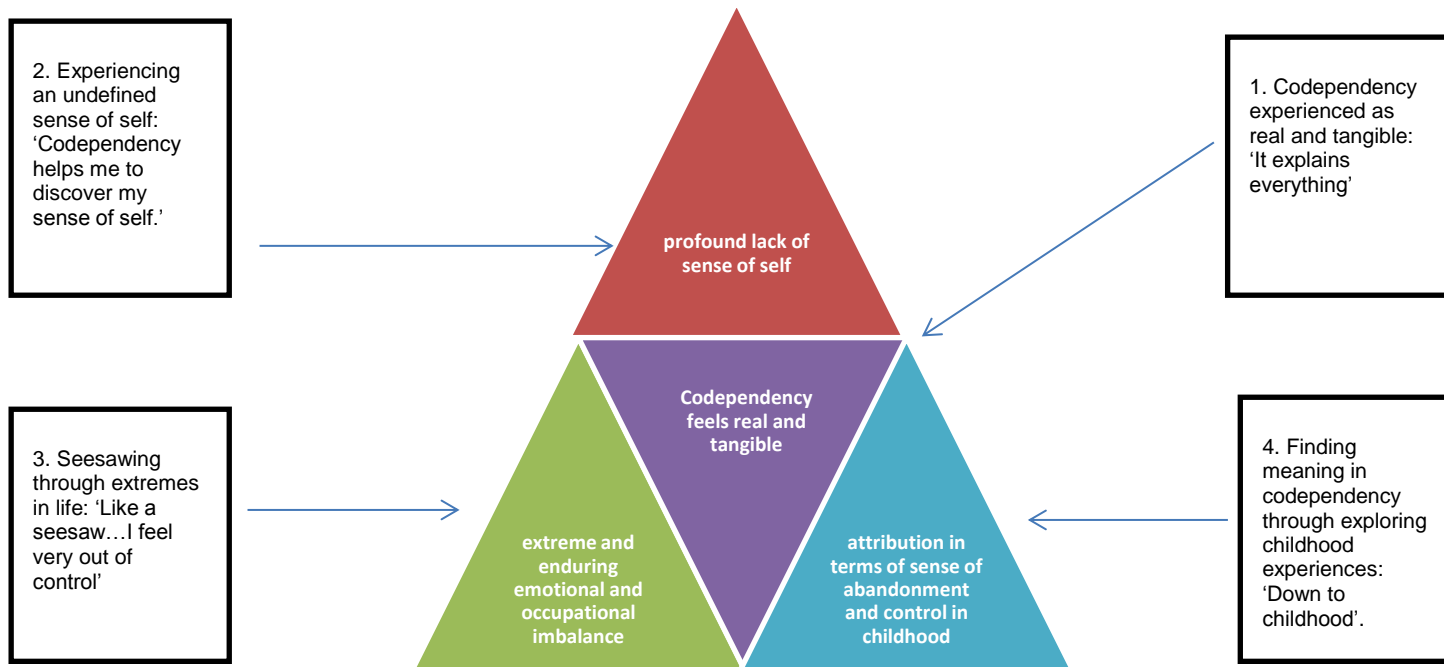 2. Experiencing
an undefined
sense of self:
‘Codependency
helps me to
discover my
sense of self.’
1. Codependency
experienced as
real and tangible:
‘It explains
everything’
profound lack of
sense of self
Codependency
feels real and
tangible
3. Seesawing
through extremes
in life: ‘Like a
seesaw…I feel
very out of
control’
4. Finding
meaning in
codependency
through exploring
childhood
experiences:
‘Down to
childhood’.
extreme and
enduring
emotional and
occupational
imbalance
attribution in
terms of sense of
abandonment
and control in
childhood